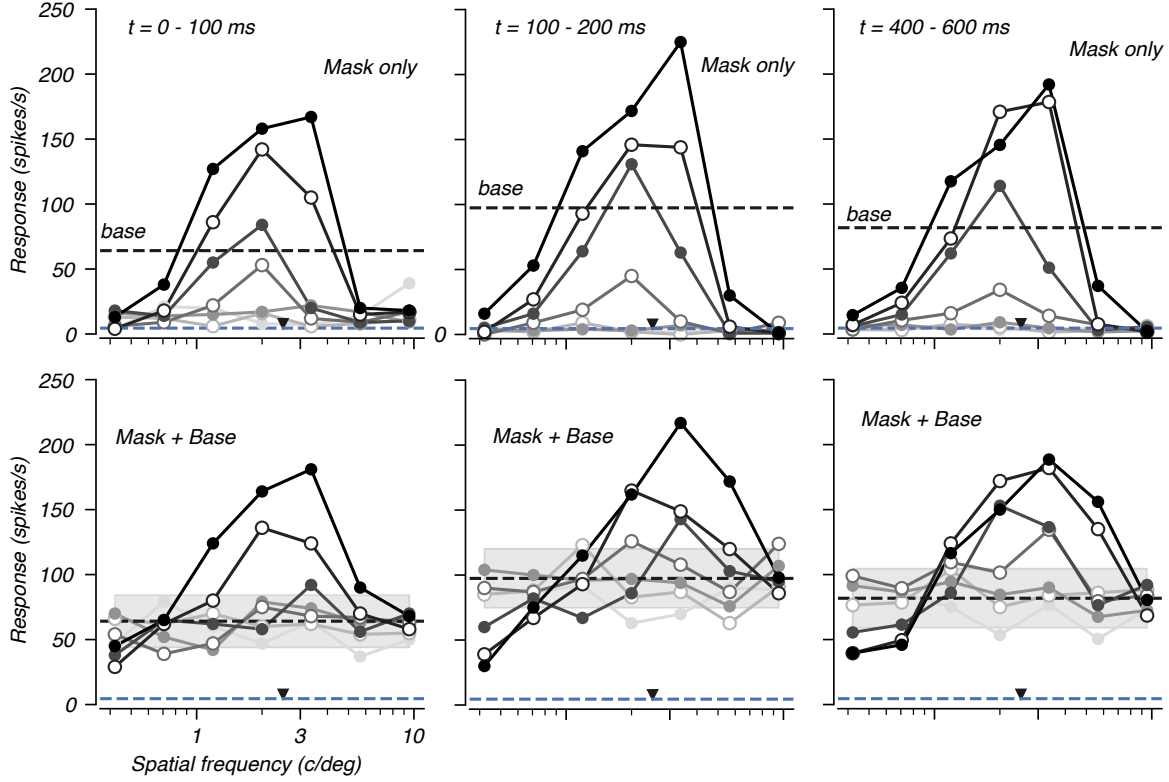 250
200
150
100
50
0
Response (spikes/s)
t = 0 - 100 ms
Mask only
base
t = 100 - 200 ms
Mask only
base
0
t = 400 - 600 ms
Mask only
base
250
200
150
100
50
0
Response (spikes/s)
Mask + Base
Mask + Base
Mask + Base
1 3 10
Spatial frequency (c/deg)